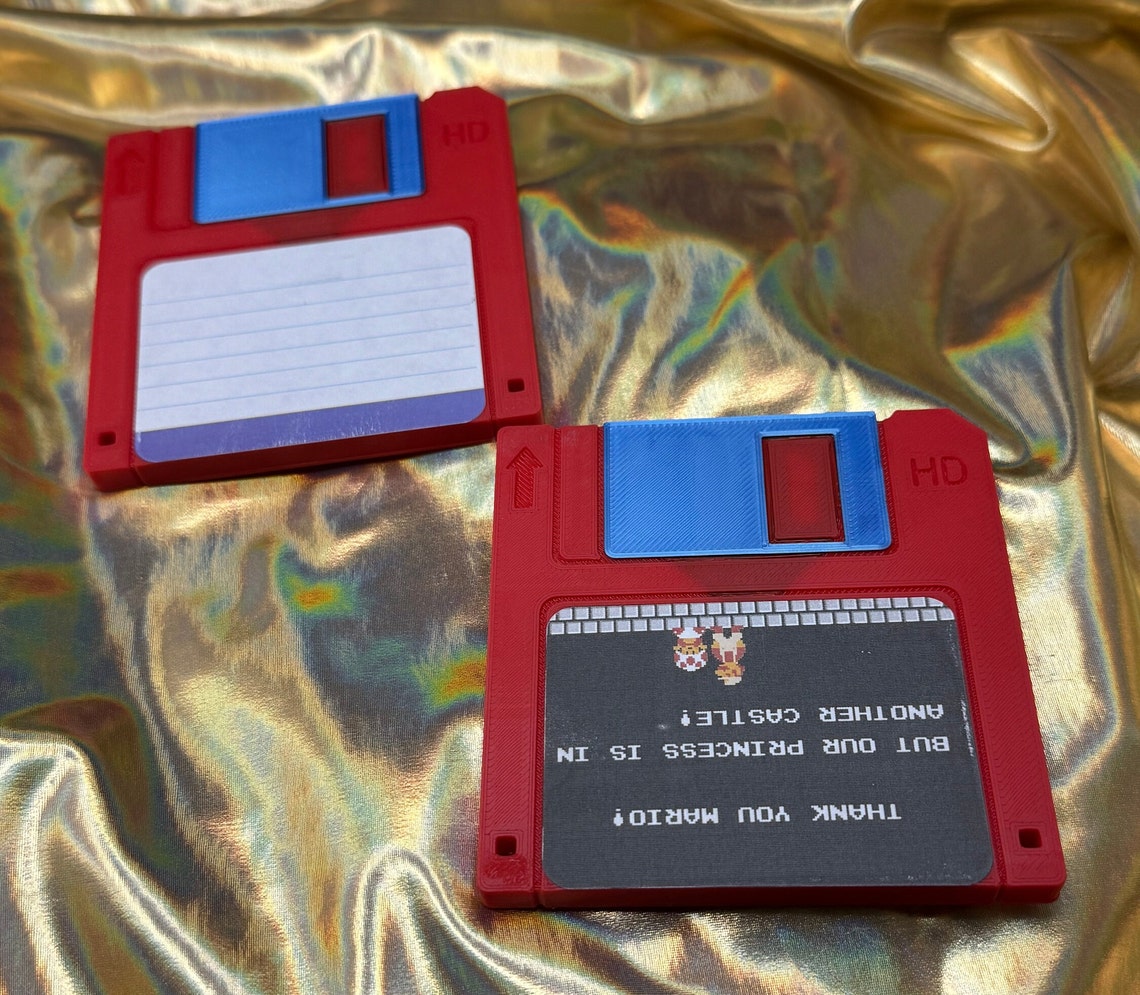 HD
HD
THANK YOU MARIO!
BUT OUR PRINCESS IS IN
ANOTHER CASTLE!